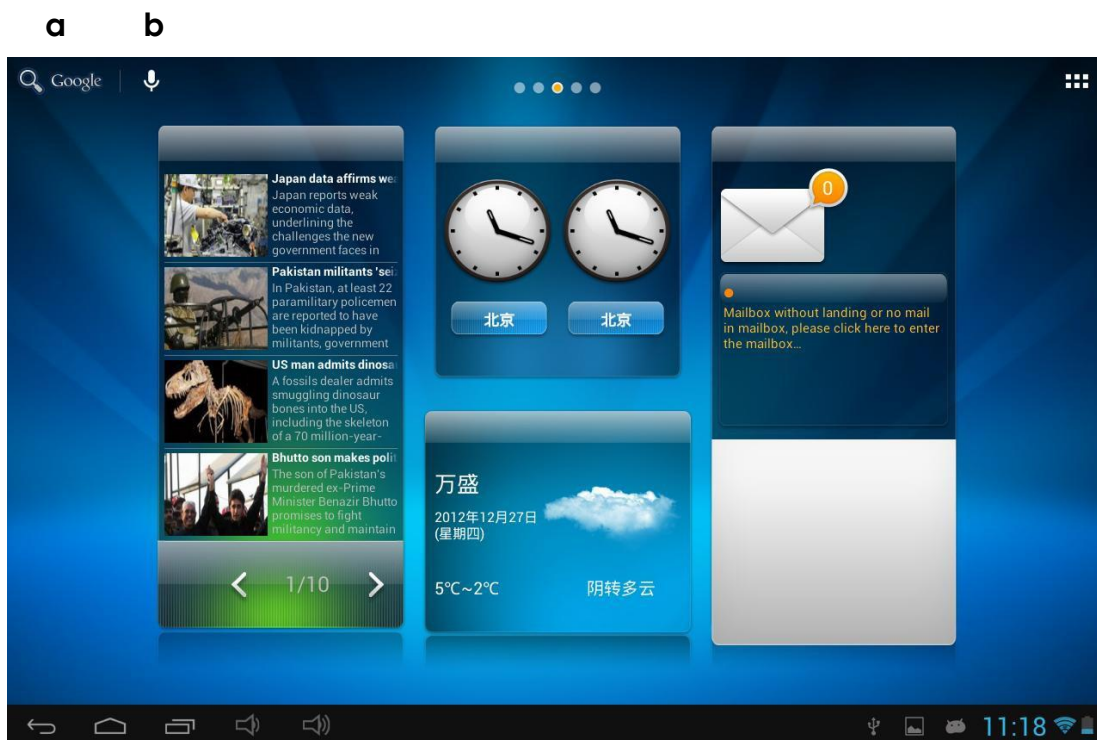 a b
Google
Japan data affirms wea
Japan reports weak
economic data,
underlining the
challenges the new
government faces in
Pakistan militants 'sei
In Pakistan, at least 22
paramilitary policemen
are reported to have
been kidnapped by
militants, government
US man admits dinosa
A fossils dealer admits
smuggling dinosaur
bones into the US,
including the skeleton
of a 70 million-year-
Bhutto son makes polit
The son of Pakistan's
murdered ex-Prime
Minister Benazir Bhutto
promises to fight
militancy and maintain
1/10
北京 北京
万盛
2012年12月27日
(星期四)
5℃~2℃ 阴转多云
0
Mailbox without landing or no mail
in mailbox, please click here to enter
the mailbox...
11:18